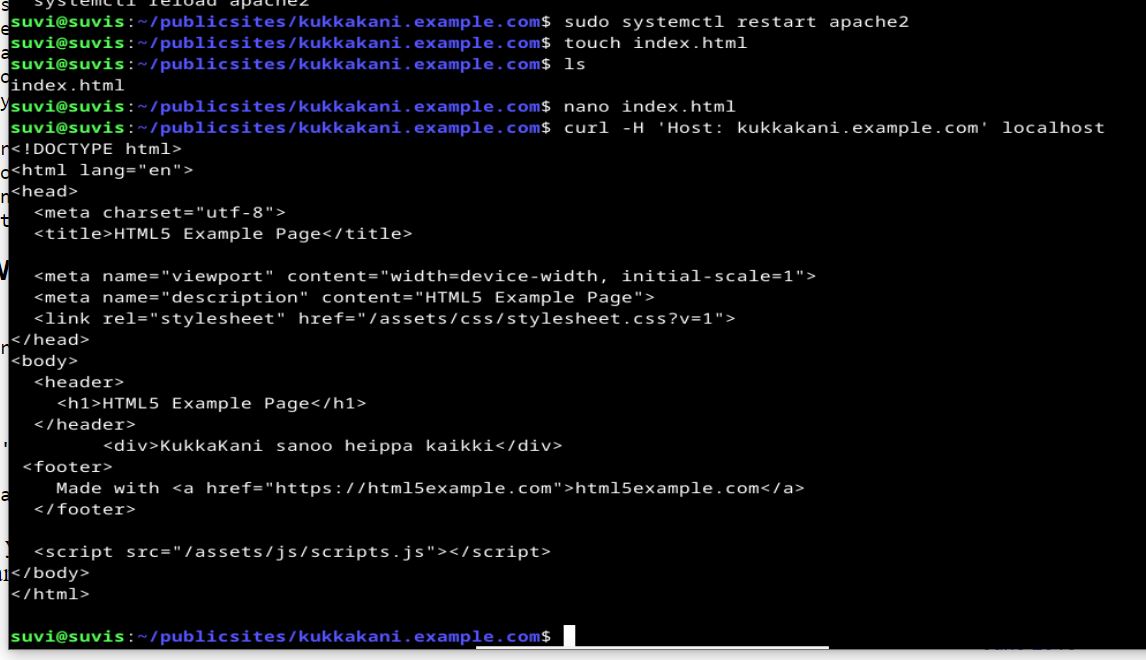 systemctl reload apache2
suvi@suvis:~/publicsites/kukkakani.example.com$ sudo systemctl restart apache2
suvi@suvis:~/publicsites/kukkakani.example.com$ touch index.html
suvi@suvis:~/publicsites/kukkakani.example.com$ ls
index.html
suvi@suvis:~/publicsites/kukkakani.example.com$ nano index.html
suvi@suvis:~/publicsites/kukkakani.example.com$ curl -H 'Host: kukkakani.example.com' localhost
<!DOCTYPE html>
<html lang="en">
<head>
  <meta charset="utf-8">
  <title>HTML5 Example Page</title>

  <meta name="viewport" content="width=device-width, initial-scale=1">
  <meta name="description" content="HTML5 Example Page">
  <link rel="stylesheet" href="/assets/css/stylesheet.css?v=1">
</head>
<body>
  <header>
    <h1>HTML5 Example Page</h1>
  </header>
        <div>KukkaKani sanoo heippa kaikki</div>
 <footer>
    Made with <a href="https://html5example.com">html5example.com</a>
  </footer>

  <script src="/assets/js/scripts.js"></script>
</body>
</html>

suvi@suvis:~/publicsites/kukkakani.example.com$